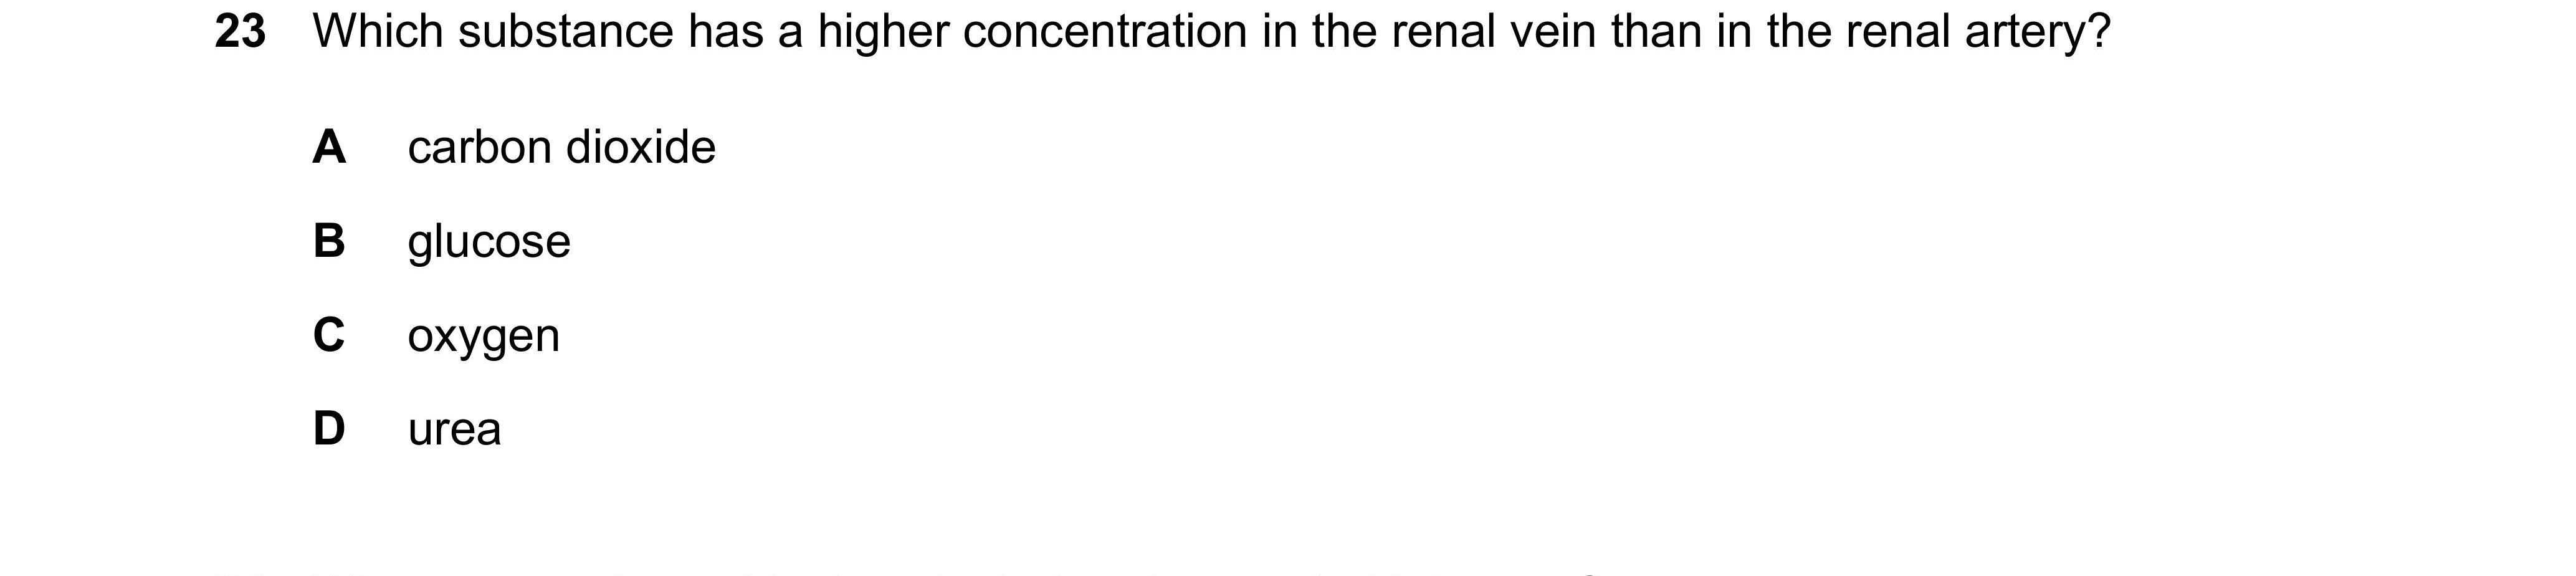 23 Which substance has a higher concentration in the renal vein than in the renal artery?
A carbon dioxide
B glucose
C oxygen
D urea